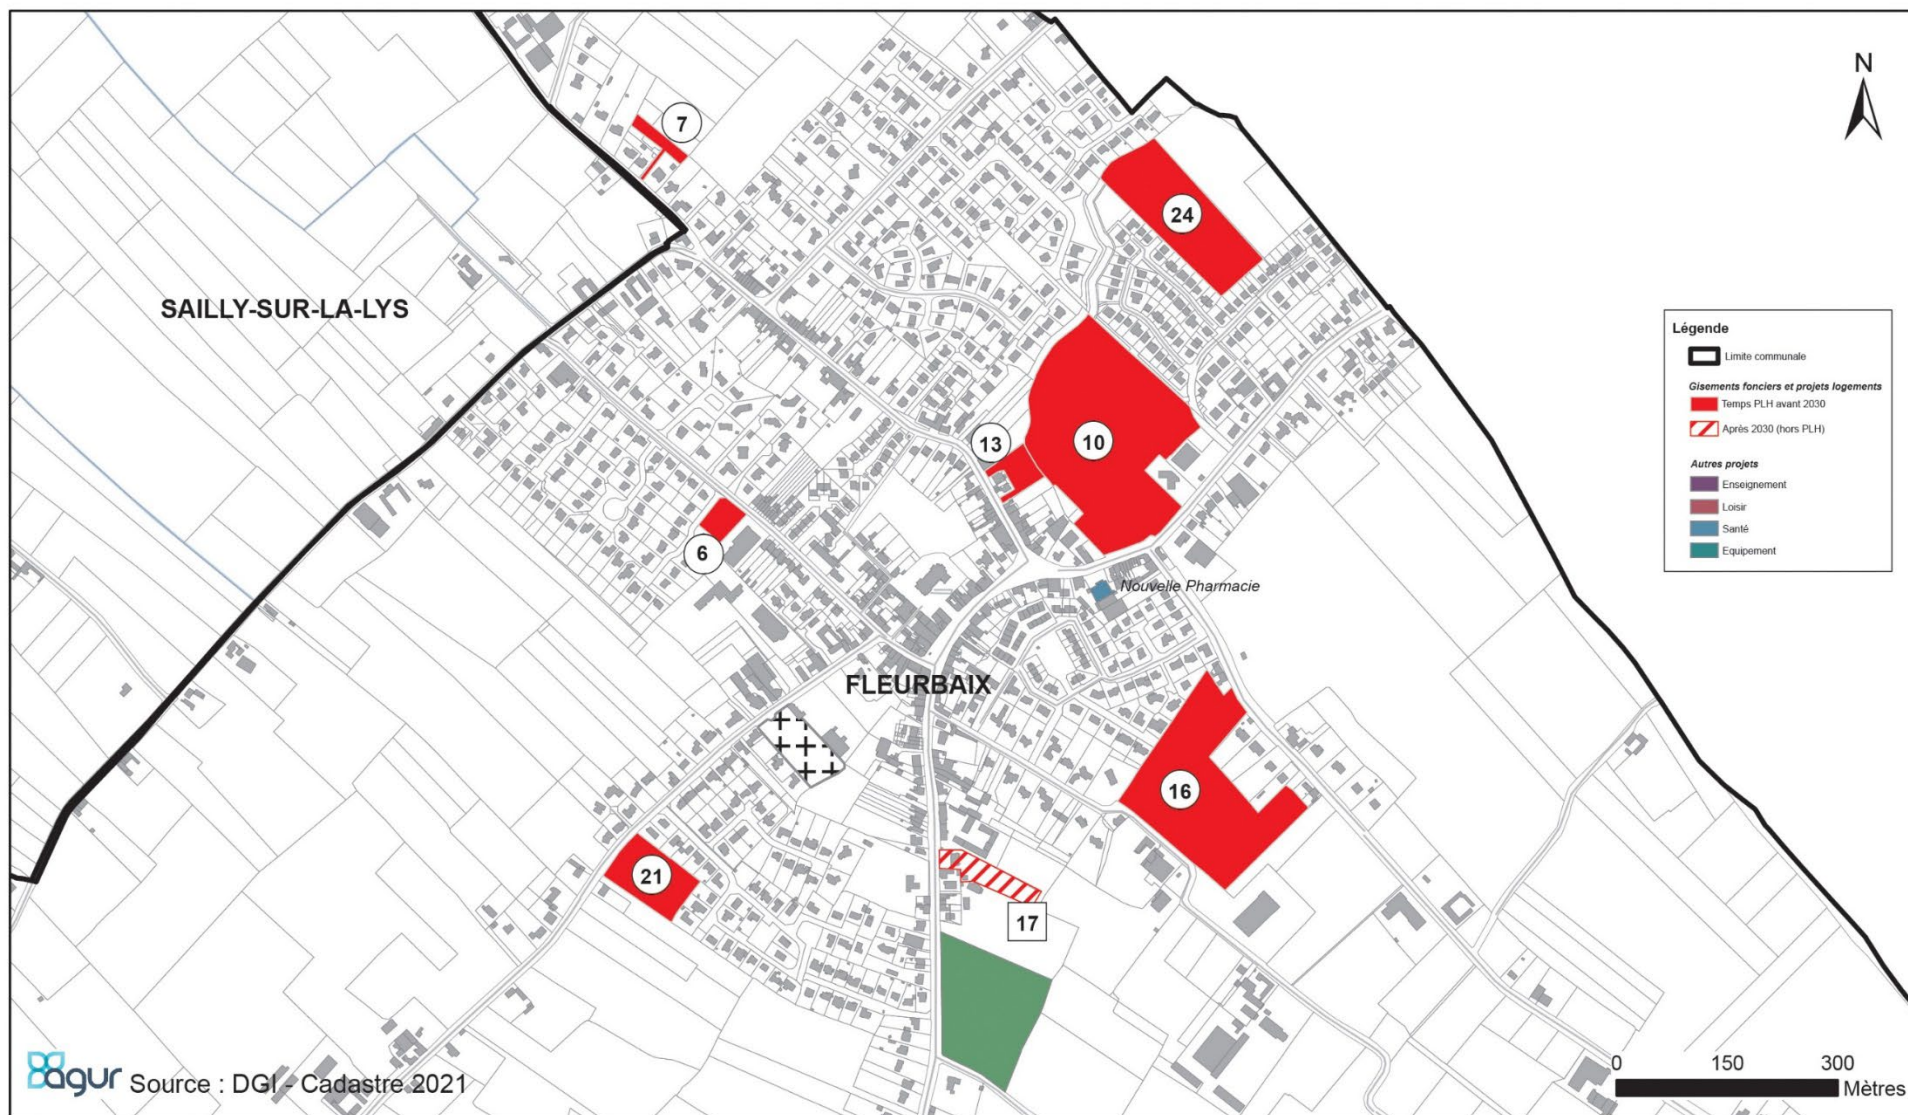 N
7
24
SAILLY-SUR-LA-LYS
Légende
Limite communale
Gisements fonciers et projets logements
Temps PLH avant 2030
Après 2030 (hors PLH)
Autres projets
Enseignement
Loisir
Santé
Equipement
13
10
6
Nouvelle Pharmacie
FLEURBAIX
16
21
17
agur Source : DGI - Cadastre 2021
0 150 300
Mètres